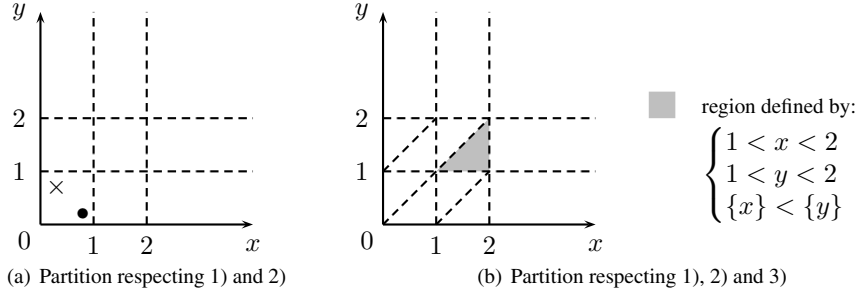 y
2
1
0
1
2
x
(a) Partition respecting 1) and 2)
y
2
1
0
1
2
x
(b) Partition respecting 1), 2) and 3)
region defined by:
1 < x < 2
1 < y < 2
{x} < {y}